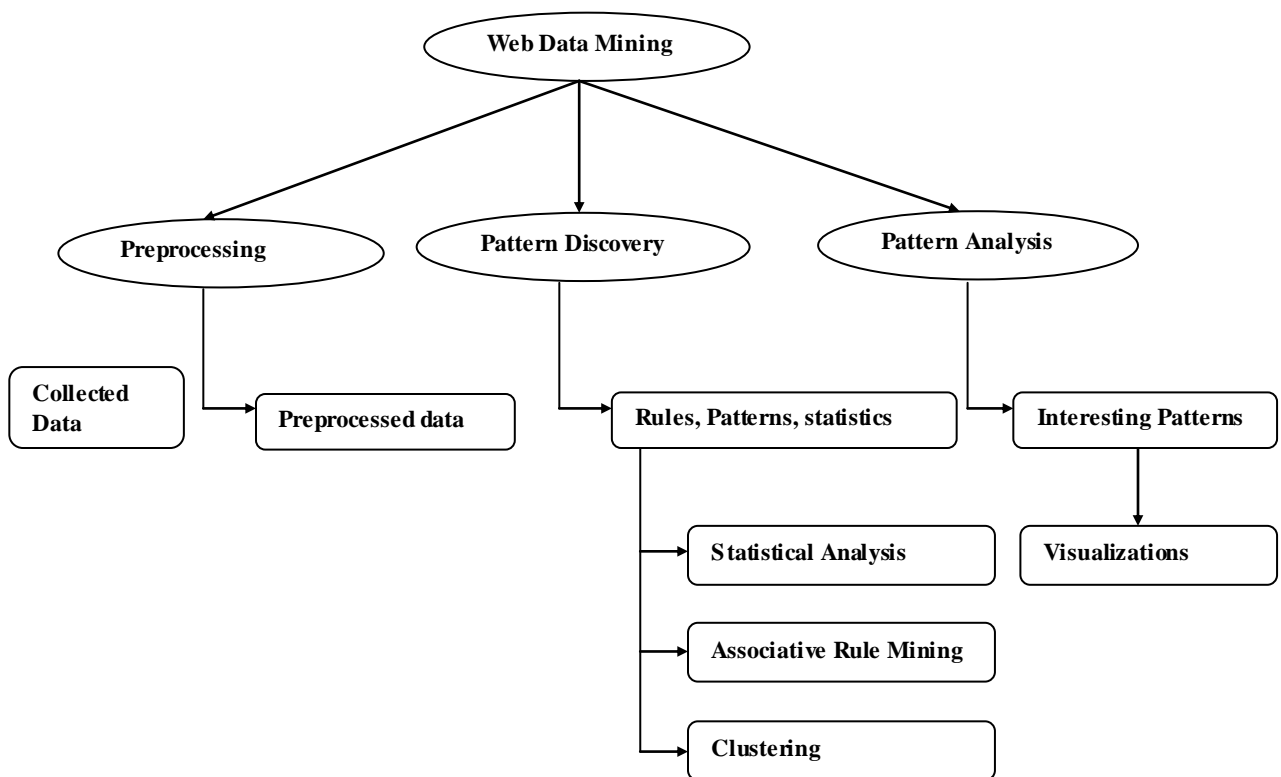 Web Data Mining
Preprocessing
Pattern Discovery
Pattern Analysis
Collected
Data
Preprocessed data
Rules, Patterns, statistics
Interesting Patterns
Statistical Analysis
Visualizations
Associative Rule Mining
Clustering